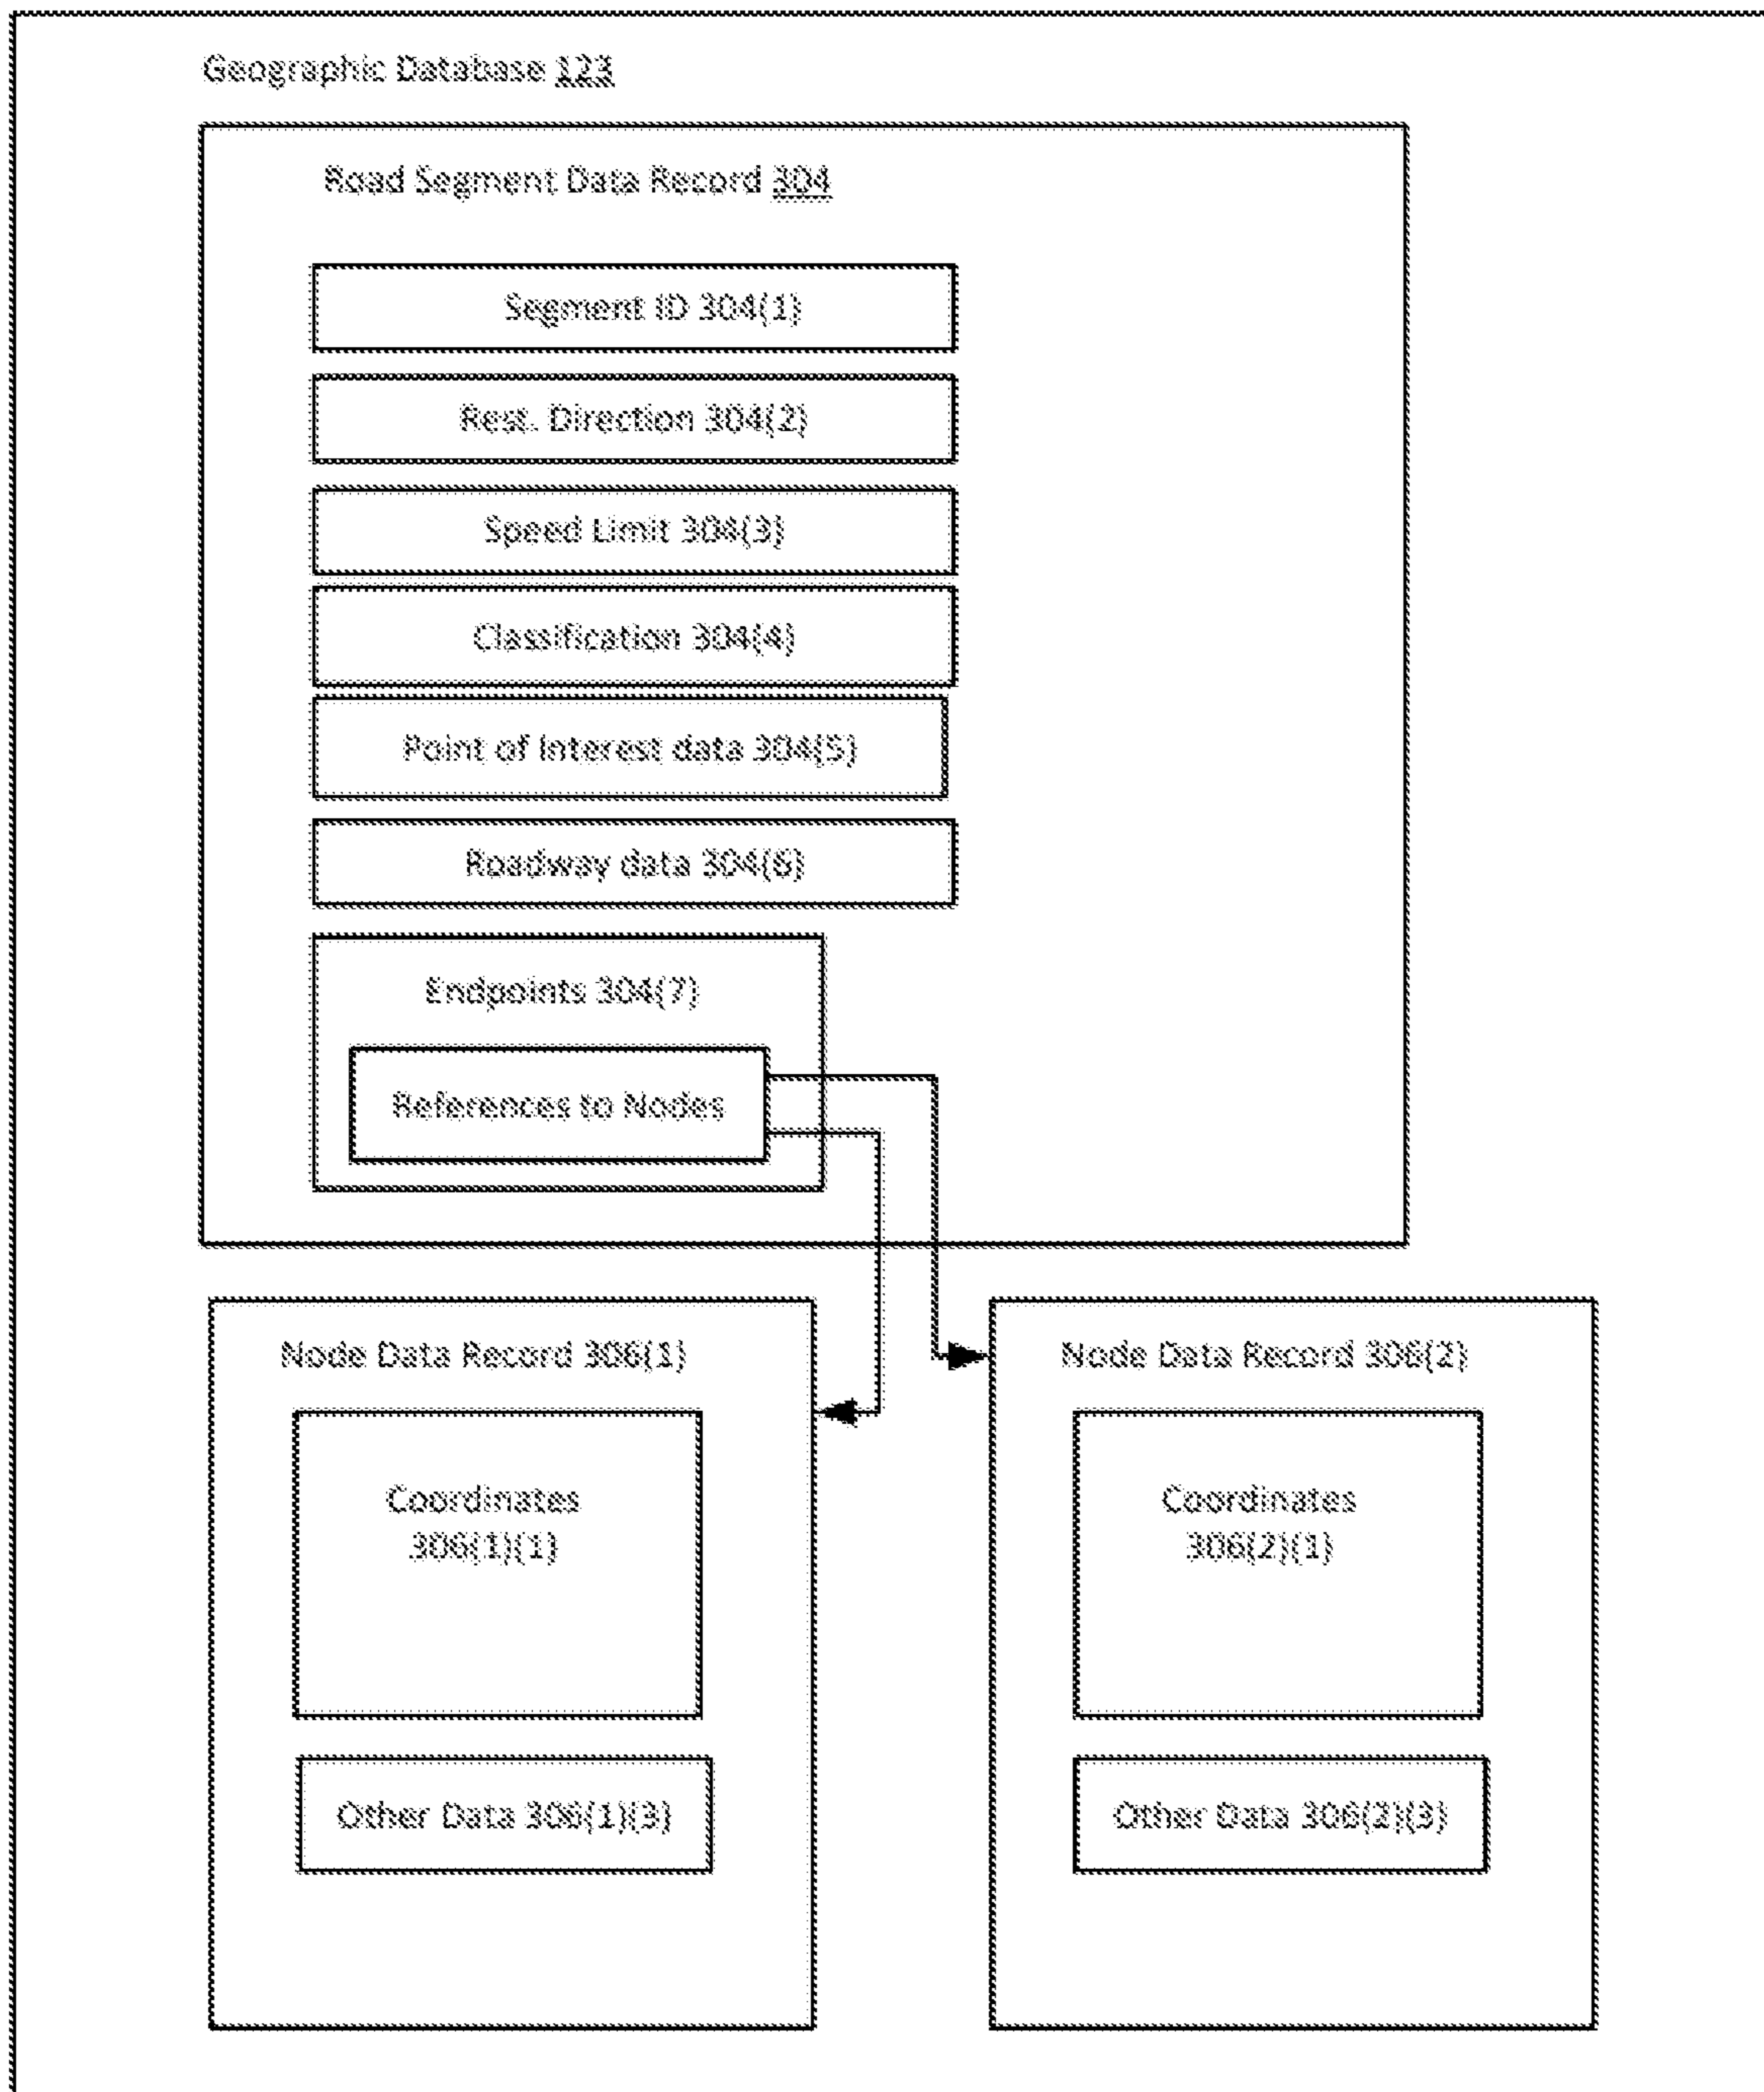 Geographic Database 123
Road Segment Data Record 304
Segment ID 304(1)
Rest. Direction 304(2)
Speed Limit 304(3)
Classification 304(4)
Point of Interest data 304(5)
Roadway data 304(6)
Endpoints 304(7)
References to Nodes
Node Data Record 306(1)
Coordinates
306(1)(1)
Other Data 306(1)(3)
Node Data Record 306(2)
Coordinates
306(2)(1)
Other Data 306(2)(3)